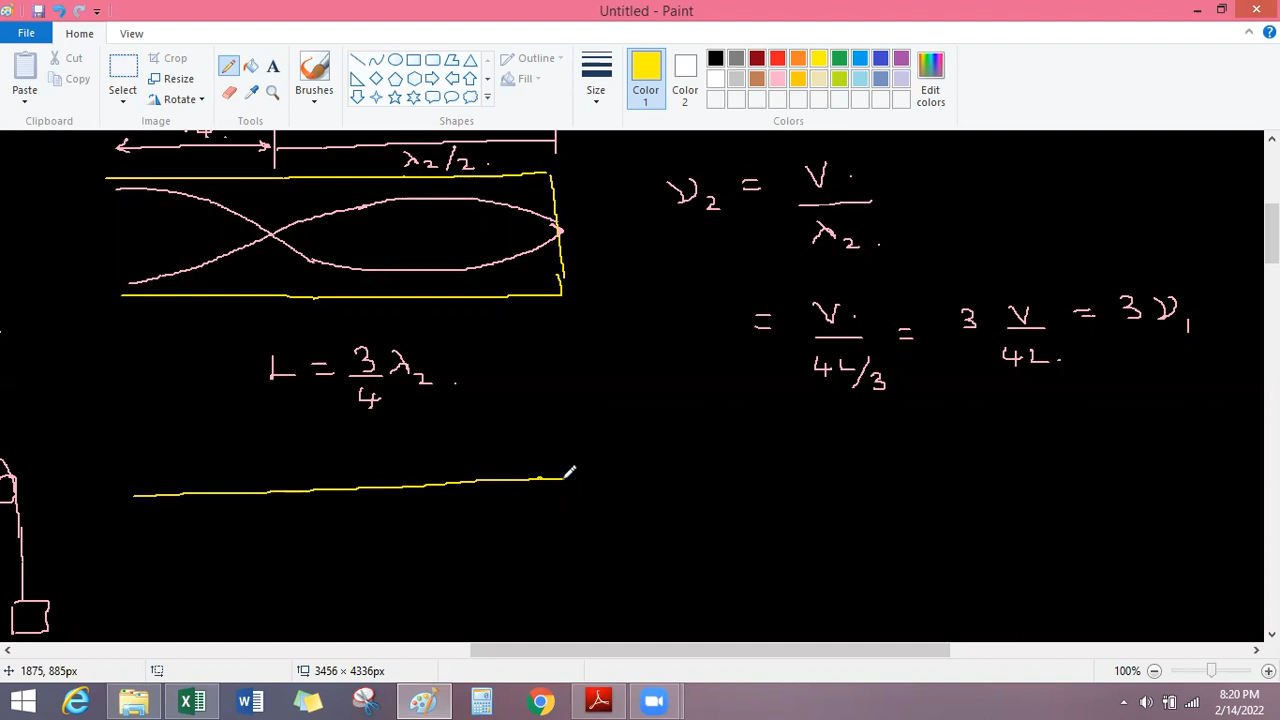 Untitled - Paint
File
Home
View
Paste
Cut
Copy
Clipboard
Select
Crop
Resize
Rotate
Image
Tools
Brushes
Outline
Fill
Shapes
Size
Color 1
Color 2
Edit colors
Colors
λ₂/2.
ν₂ = V. / λ₂.
= V. / 4L/3 = 3 V / 4L. = 3ν₁
L = 3/4 λ₂.
1875, 885px
3456 × 4336px
100%
8:20 PM
2/14/2022